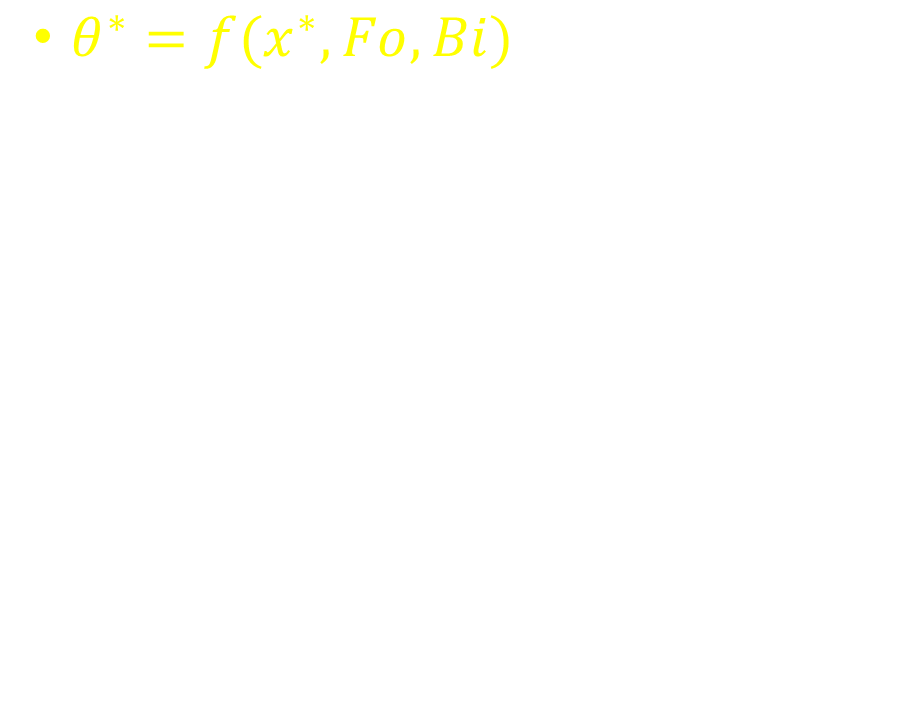 • θ* = f(x*, Fo, Bi)